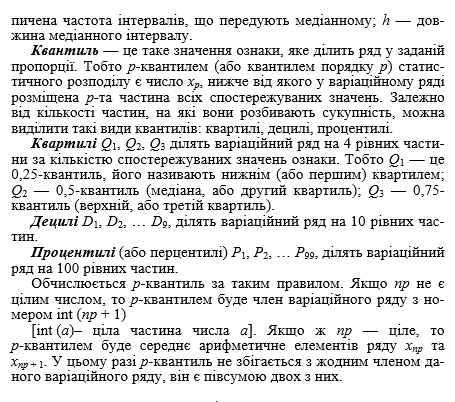 пичена частота інтервалів, що передують медіанному; h — дов-
жина медіанного інтервалу.
Квантиль — це таке значення ознаки, яке ділить ряд у заданій
пропорції. Тобто p-квантилем (або квантилем порядку p) статис-
тичного розподілу є число xp, нижче від якого у варіаційному ряді
розміщена p-та частина всіх спостережуваних значень. Залежно
від кількості частин, на які вони розбивають сукупність, можна
виділити такі види квантилів: квартилі, децилі, процентилі.
Квартилі Q1, Q2, Q3 ділять варіаційний ряд на 4 рівних части-
ни за кількістю спостережуваних значень ознаки. Тобто Q1 — це
0,25-квантиль, його називають нижнім (або першим) квартилем;
Q2 — 0,5-квантиль (медіана, або другий квартиль); Q3 — 0,75-
квантиль (верхній, або третій квартиль).
Децилі D1, D2, … D9, ділять варіаційний ряд на 10 рівних час-
тин.
Процентилі (або перцентилі) P1, P2, … P99, ділять варіаційний
ряд на 100 рівних частин.
Обчислюється p-квантиль за таким правилом. Якщо np не є
цілим числом, то p-квантилем буде член варіаційного ряду з но-
мером int (np + 1)
[int (a)– ціла частина числа a]. Якщо ж np — ціле, то
p-квантилем буде середнє арифметичне елементів ряду xnp та
xnp + 1. У цьому разі p-квантиль не збігається з жодним членом да-
ного варіаційного ряду, він є півсумою двох з них.